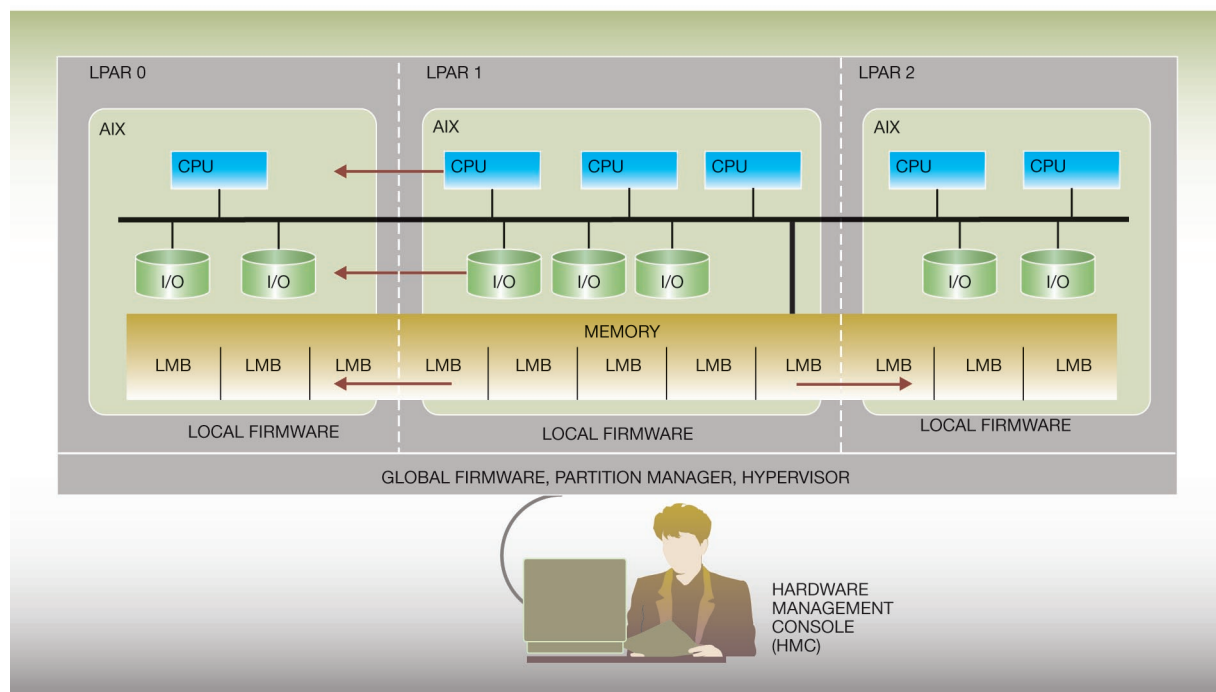 LPAR 0
LPAR 1
LPAR 2
AIX
AIX
AIX
CPU
CPU
CPU
CPU
CPU
CPU
I/O
I/O
I/O
I/O
I/O
I/O
I/O
MEMORY
LMB
LMB
LMB
LMB
LMB
LMB
LMB
LMB
LMB
LMB
LMB
LOCAL FIRMWARE
LOCAL FIRMWARE
LOCAL FIRMWARE
GLOBAL FIRMWARE, PARTITION MANAGER, HYPERVISOR
HARDWARE
MANAGEMENT
CONSOLE
(HMC)